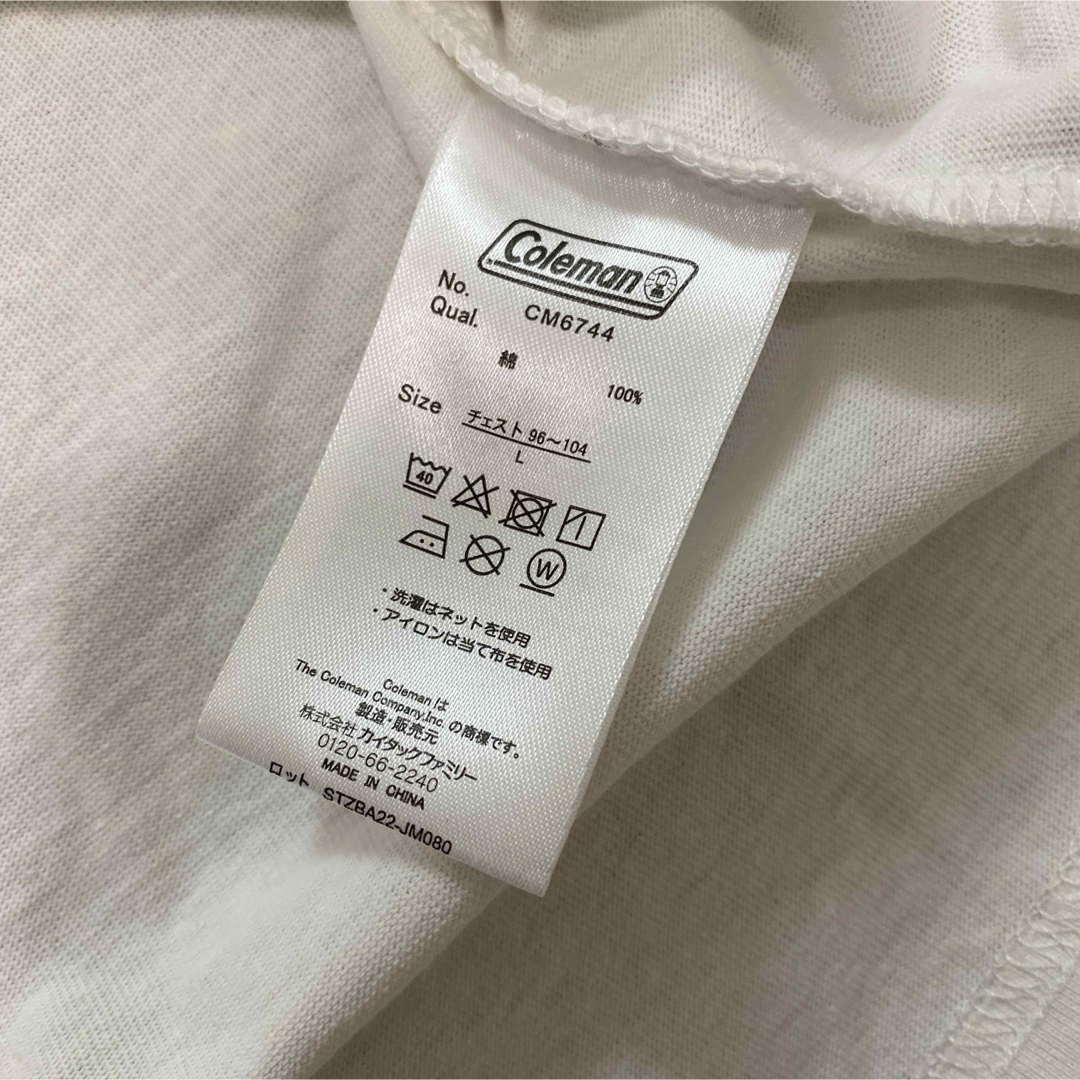 Coleman
No. CM6744
Qual.
綿 100%
Size チェスト 96〜104
L
40
W
・洗濯はネットを使用
・アイロンは当て布を使用
Colemanは
The Coleman Company,Inc. の商標です。
製造・販売元
株式会社 カイタックファミリー
0120-66-2240
MADE IN CHINA
ロット STZBA22-JM080